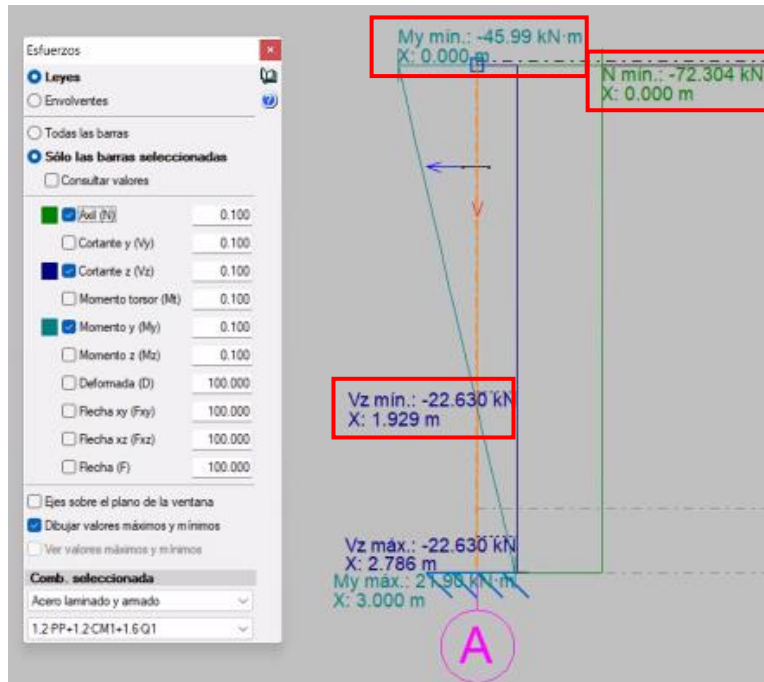 Esfuerzos
Leyes
Envolventes
Todas las barras
Sólo las barras seleccionadas
Consultar valores
Axil (N) 0.100
Cortante y (Vy) 0.100
Cortante z (Vz) 0.100
Momento torsor (Mt) 0.100
Momento y (My) 0.100
Momento z (Mz) 0.100
Deformada (D) 100.000
Flecha xy (Fxy) 100.000
Flecha xz (Fxz) 100.000
Flecha (F) 100.000
Ejes sobre el plano de la ventana
Dibujar valores máximos y mínimos
Ver valores máximos y mínimos
Comb. seleccionada
Acero laminado y armado
1.2·PP+1.2·CM1+1.6·Q1
My mín.: -45.99 kN·m
X: 0.000 m
N mín.: -72.304 kN
X: 0.000 m
Vz mín.: -22.630 kN
X: 1.929 m
Vz máx.: -22.630 kN
X: 2.786 m
My máx.: 21.90 kN·m
X: 3.000 m
A